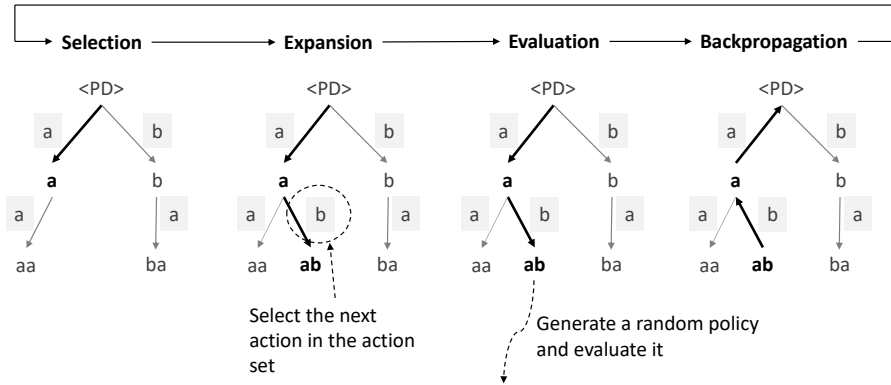 Selection Expansion Evaluation Backpropagation
<PD> <PD> <PD> <PD>
a b a b a b a b
a b a b a b a b
a a a b a a b a a b a
aa ba aa ab ba aa ab ba aa ab ba
Select the next
action in the action
set
Generate a random policy
and evaluate it